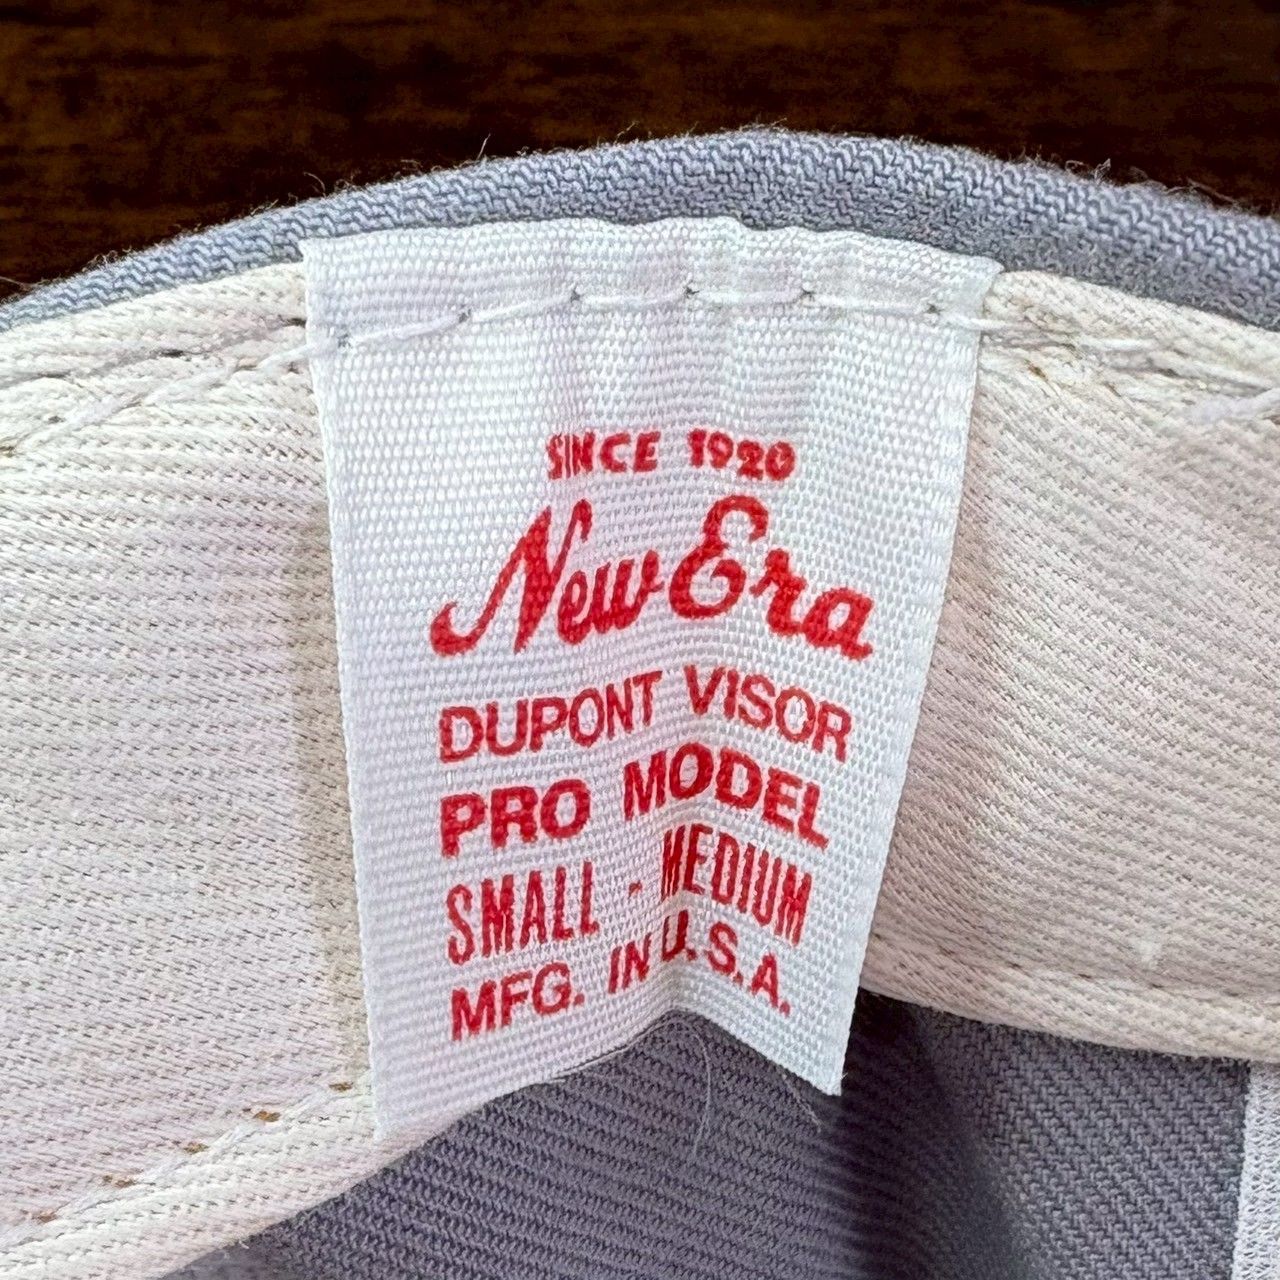 SINCE 1920
New Era
DUPONT VISOR
PRO MODEL
SMALL - MEDIUM
MFG. IN U.S.A.